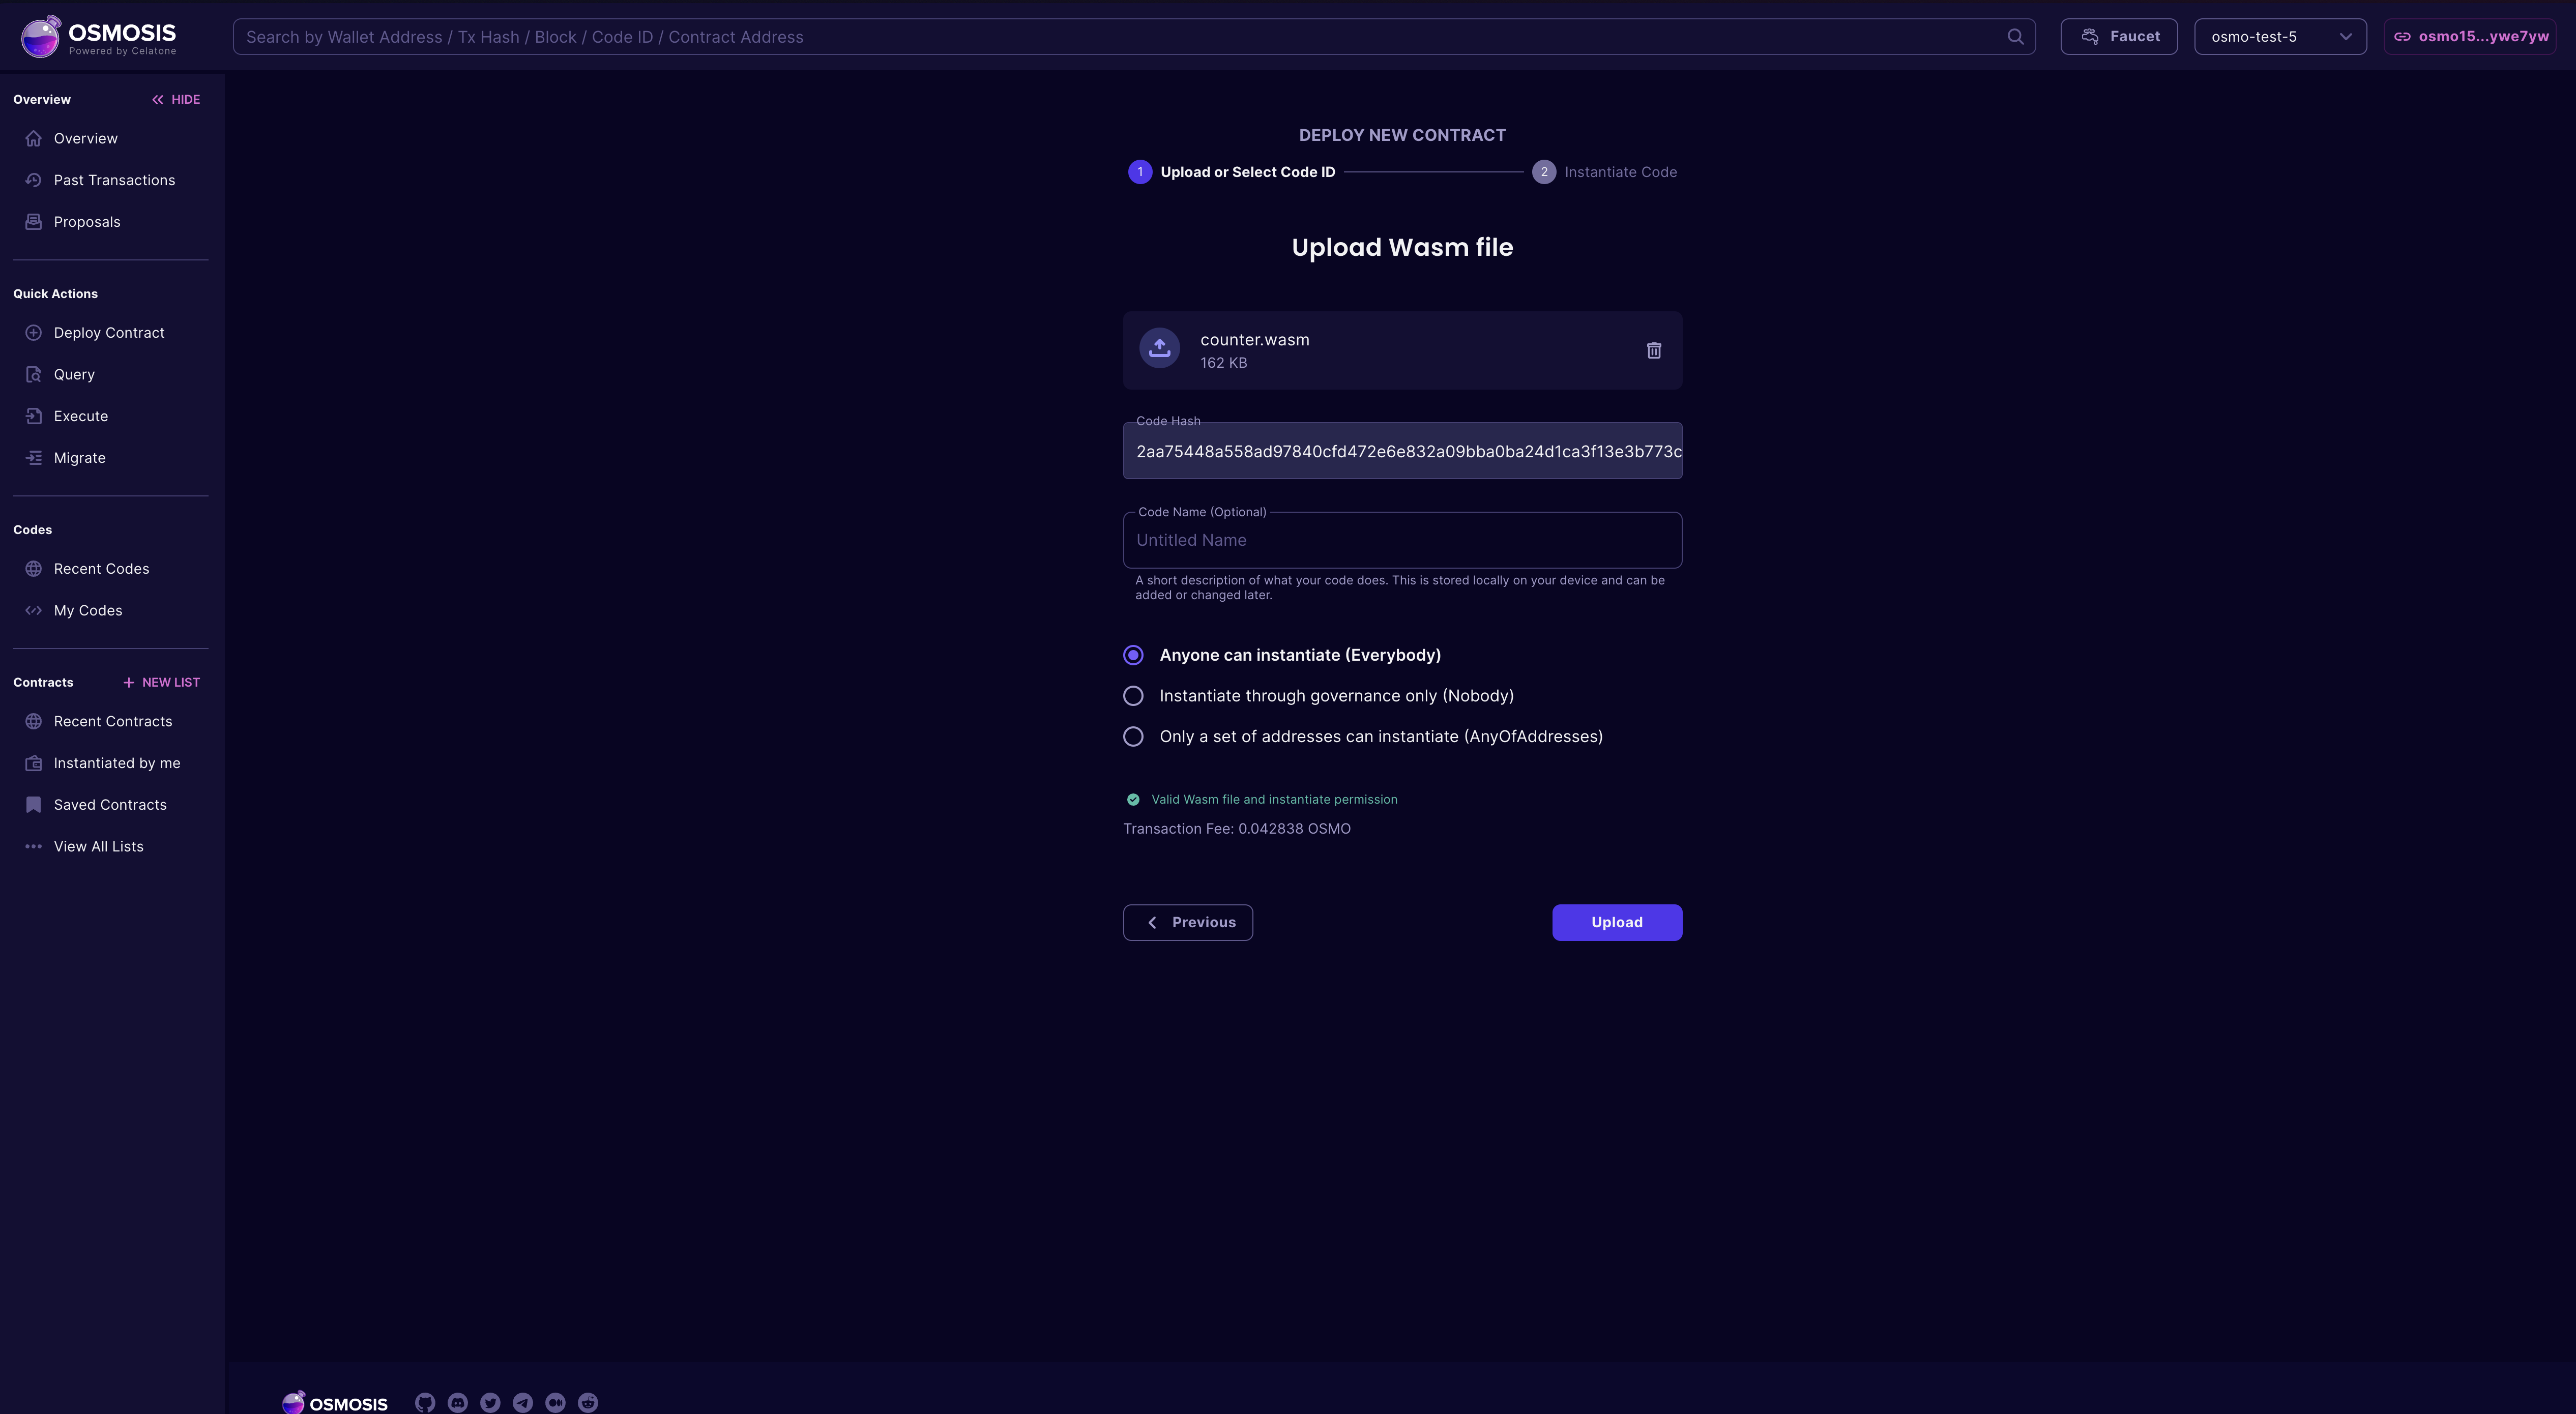 OSMOSIS
Powered by Celatone
Search by Wallet Address / Tx Hash / Block / Code ID / Contract Address
Faucet
osmo-test-5
osmo15...ywe7yw
Overview
HIDE
Overview
Past Transactions
Proposals
Quick Actions
Deploy Contract
Query
Execute
Migrate
Codes
Recent Codes
My Codes
Contracts
NEW LIST
Recent Contracts
Instantiated by me
Saved Contracts
View All Lists
DEPLOY NEW CONTRACT
1 Upload or Select Code ID
2 Instantiate Code
Upload Wasm file
counter.wasm
162 KB
Code Hash
2aa75448a558ad97840cfd472e6e832a09bba0ba24d1ca3f13e3b773c
Code Name (Optional)
Untitled Name
A short description of what your code does. This is stored locally on your device and can be
added or changed later.
Anyone can instantiate (Everybody)
Instantiate through governance only (Nobody)
Only a set of addresses can instantiate (AnyOfAddresses)
Valid Wasm file and instantiate permission
Transaction Fee: 0.042838 OSMO
Previous
Upload
OSMOSIS